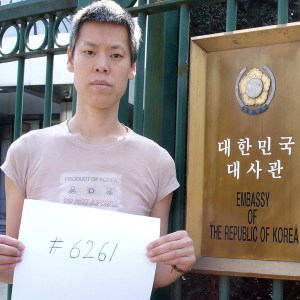 대한민국
대사관
EMBASSY
OF
THE REPUBLIC OF KOREA
PRODUCT OF KOREA
# 6261